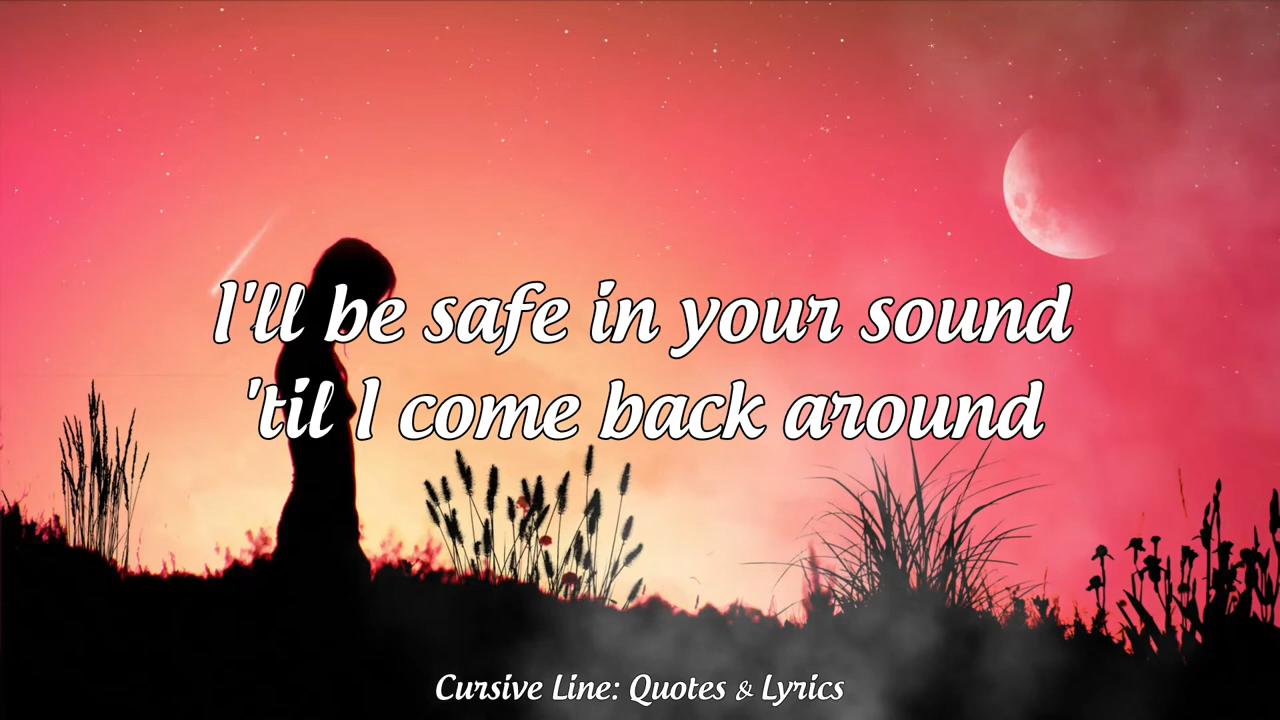 I'll be safe in your sound
'til I come back around
Cursive Line: Quotes & Lyrics